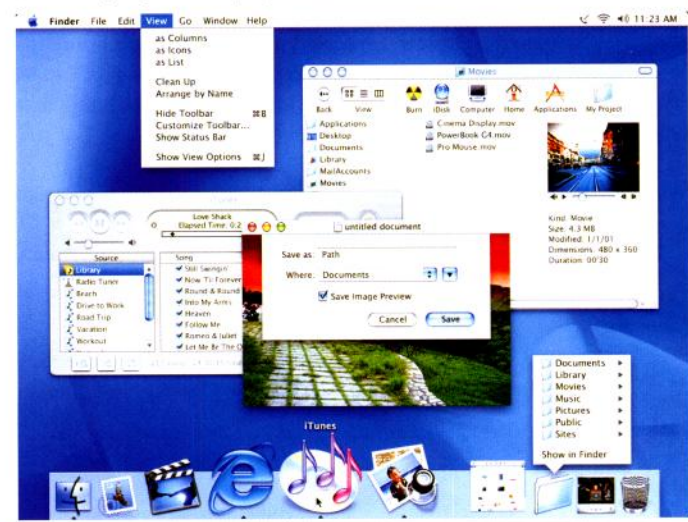 Finder File Edit View Go Window Help 11:23 AM
as Columns
as Icons
as List
Clean Up
Arrange by Name
Hide Toolbar ⌘B
Customize Toolbar...
Show Status Bar
Show View Options ⌘J
Movies
Back View Burn iDisk Computer Home Applications My Project
Applications
Desktop
Documents
Library
MailAccounts
Movies
Cinema Display.mov
PowerBook G4.mov
Pro Mouse.mov
Kind: Movie
Size: 4.3 MB
Modified: 1/1/01
Dimensions: 480 x 360
Duration: 00'30
iTunes
Love Shack
Elapsed Time: 0:2
Source
Library
Radio Tuner
Beach
Drive to Work
Road Trip
Vacation
Workout
Song
Still Swingin'
Now 'Til Forever
Round & Round
Into My Arms
Heaven
Follow Me
Romeo & Juliet
Let Me Be The O
untitled document
Save as: Path
Where: Documents
Save Image Preview
Cancel Save
Documents
Library
Movies
Music
Pictures
Public
Sites
Show in Finder
iTunes